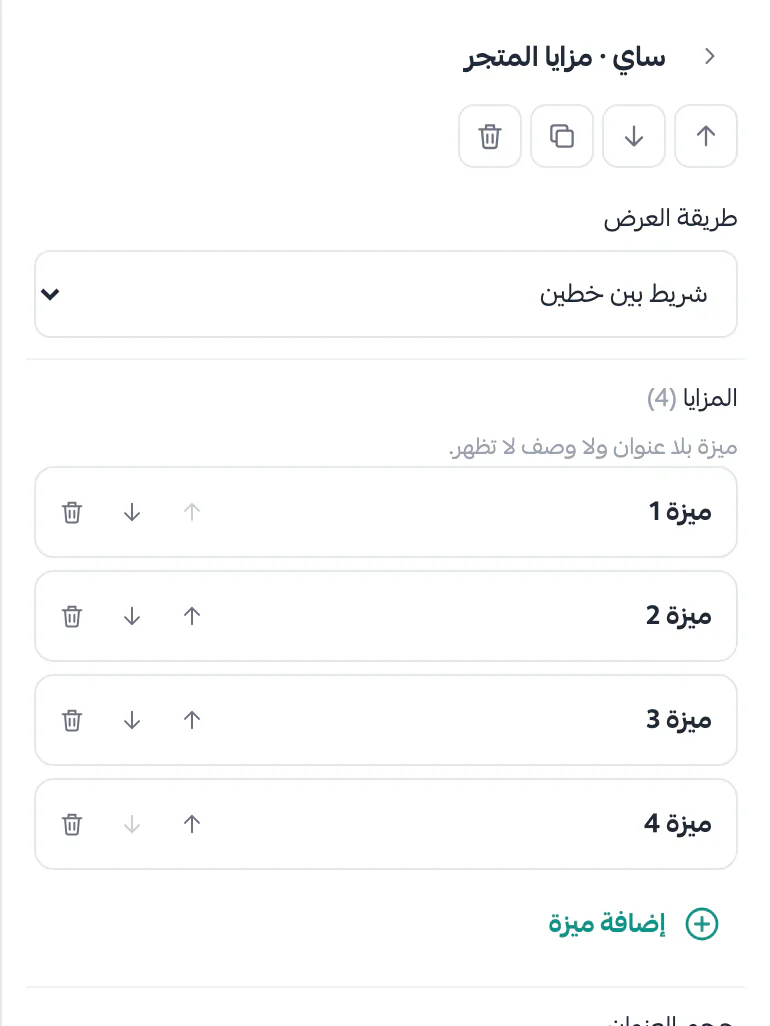 ساي · مزايا المتجر
طريقة العرض
شريط بين خطين
المزايا (4)
ميزة بلا عنوان ولا وصف لا تظهر.
ميزة 1
ميزة 2
ميزة 3
ميزة 4
إضافة ميزة